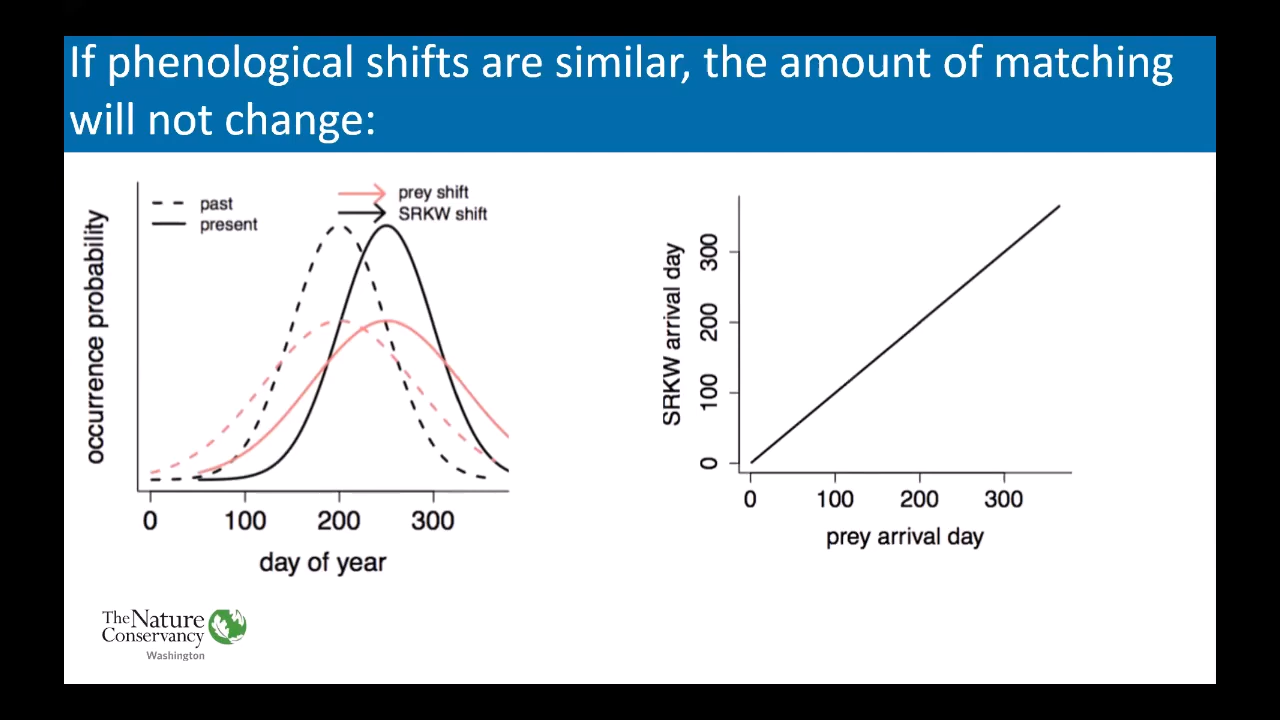 If phenological shifts are similar, the amount of matching
will not change:
past
present
prey shift
SRKW shift
occurrence probability
0 100 200 300
day of year
SRKW arrival day
300
200
100
0
0 100 200 300
prey arrival day
The Nature
Conservancy
Washington